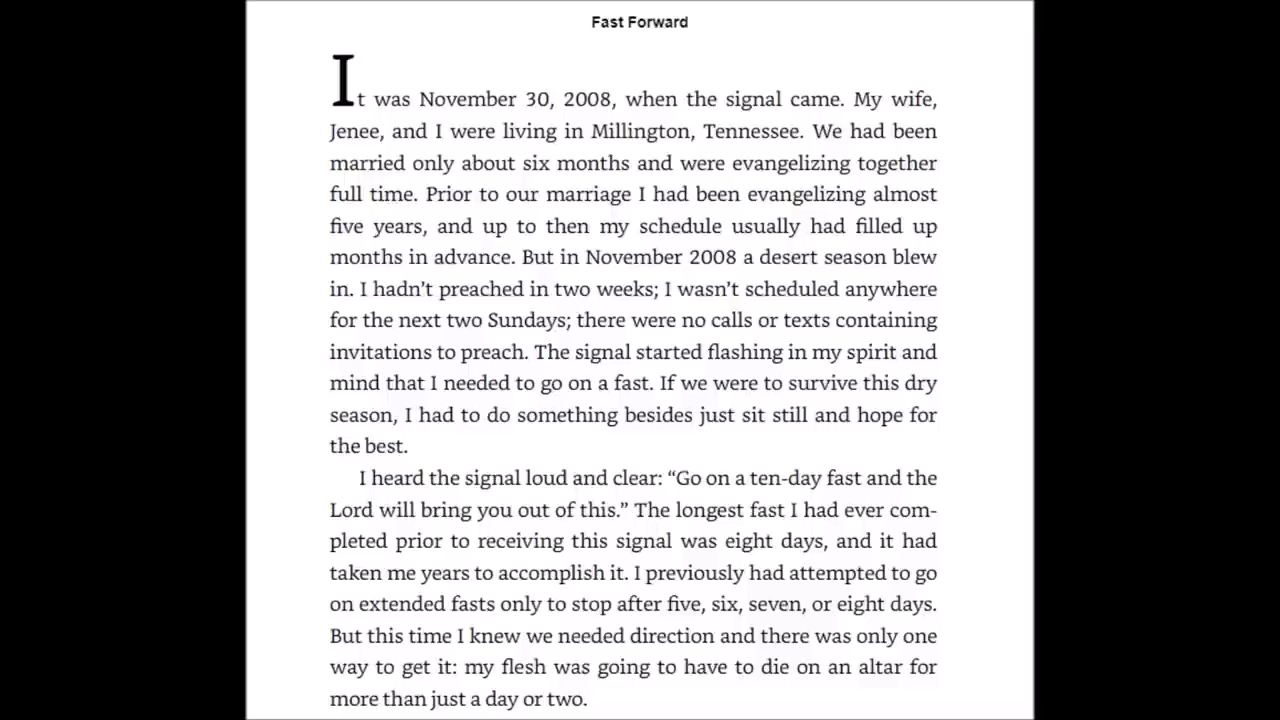 Fast Forward
It was November 30, 2008, when the signal came. My wife,
Jenee, and I were living in Millington, Tennessee. We had been
married only about six months and were evangelizing together
full time. Prior to our marriage I had been evangelizing almost
five years, and up to then my schedule usually had filled up
months in advance. But in November 2008 a desert season blew
in. I hadn’t preached in two weeks; I wasn’t scheduled anywhere
for the next two Sundays; there were no calls or texts containing
invitations to preach. The signal started flashing in my spirit and
mind that I needed to go on a fast. If we were to survive this dry
season, I had to do something besides just sit still and hope for
the best.
I heard the signal loud and clear: “Go on a ten-day fast and the
Lord will bring you out of this.” The longest fast I had ever com-
pleted prior to receiving this signal was eight days, and it had
taken me years to accomplish it. I previously had attempted to go
on extended fasts only to stop after five, six, seven, or eight days.
But this time I knew we needed direction and there was only one
way to get it: my flesh was going to have to die on an altar for
more than just a day or two.